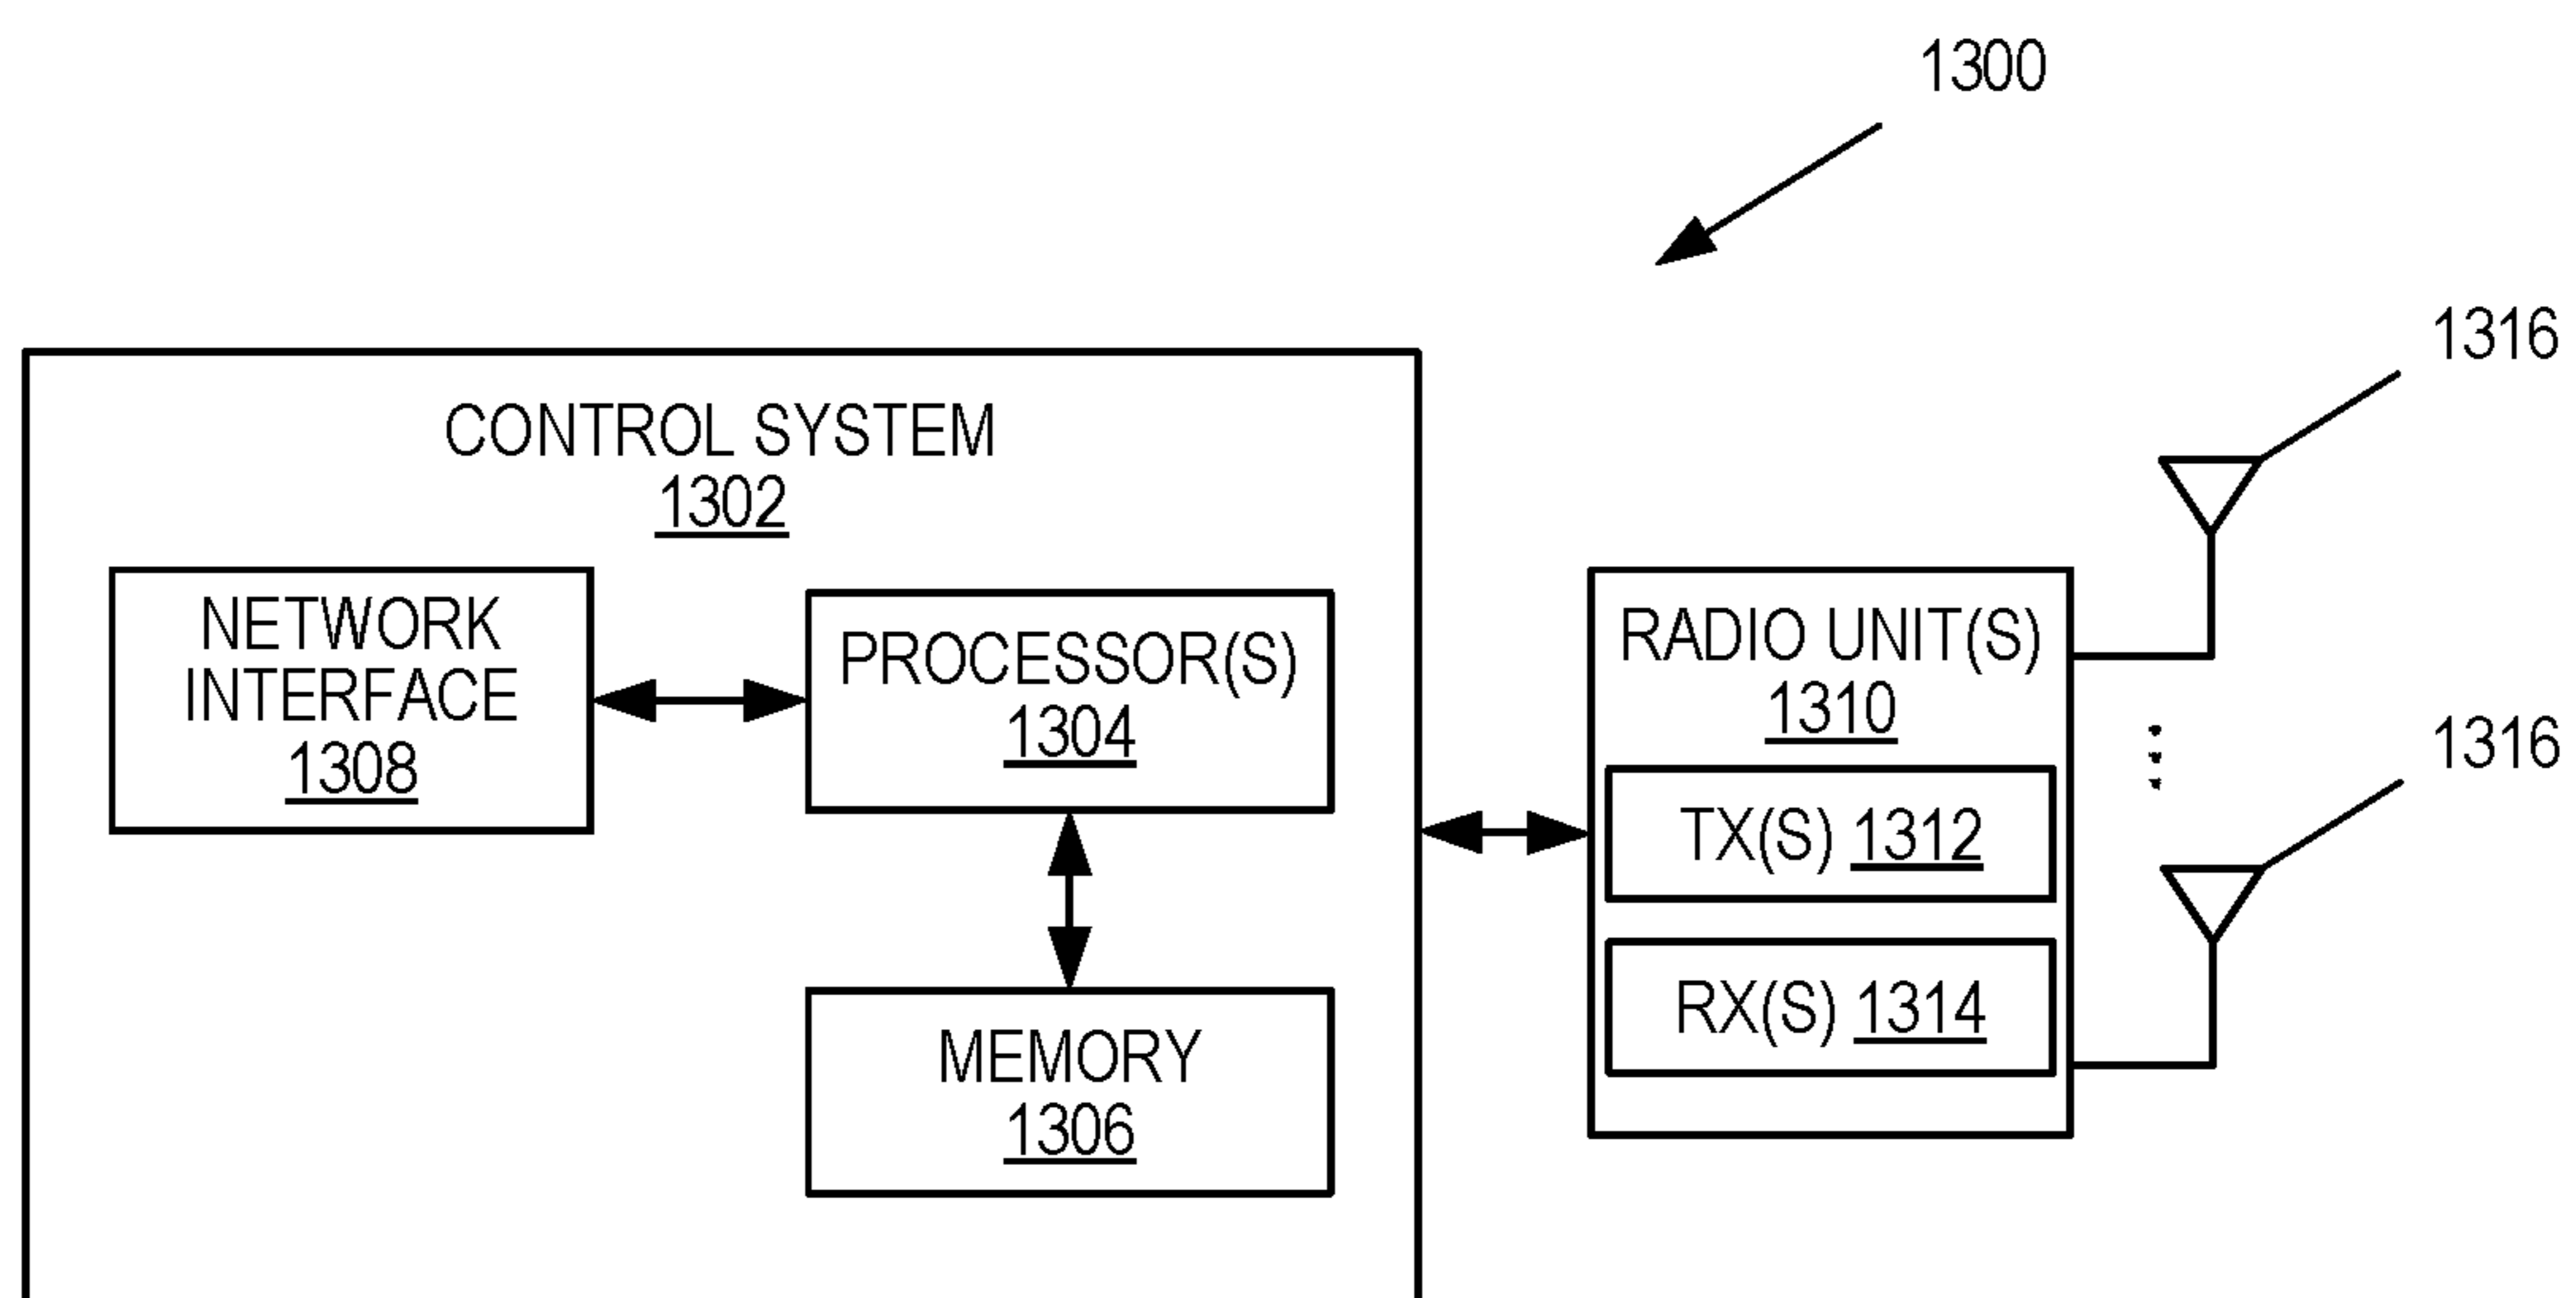 1300
1316
CONTROL SYSTEM
1302
NETWORK
INTERFACE
1308
PROCESSOR(S)
1304
MEMORY
1306
RADIO UNIT(S)
1310
TX(S) 1312
RX(S) 1314
1316